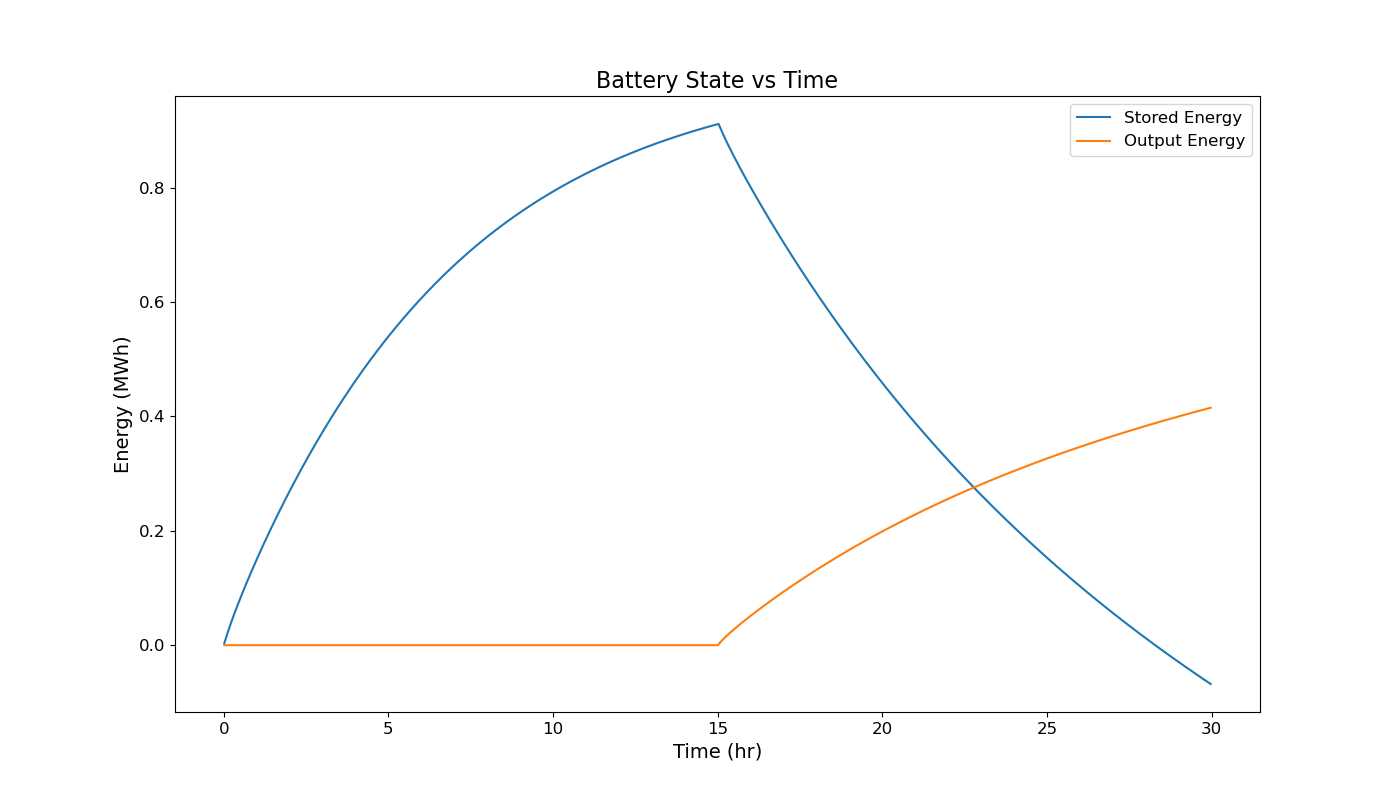 Battery State vs Time
Stored Energy
Output Energy
Energy (MWh)
0.8
0.6
0.4
0.2
0.0
0 5 10 15 20 25 30
Time (hr)